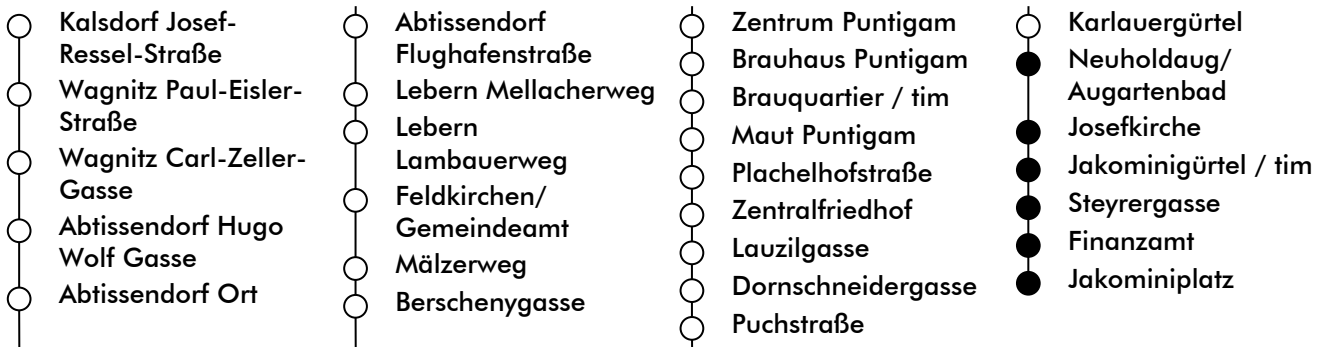 Kalsdorf Josef-
Ressel-Straße
Wagnitz Paul-Eisler-
Straße
Wagnitz Carl-Zeller-
Gasse
Abtissendorf Hugo
Wolf Gasse
Abtissendorf Ort
Abtissendorf
Flughafenstraße
Lebern Mellacherweg
Lebern
Lambauerweg
Feldkirchen/
Gemeindeamt
Mälzerweg
Berschenygasse
Zentrum Puntigam
Brauhaus Puntigam
Brauquartier / tim
Maut Puntigam
Plachelhofstraße
Zentralfriedhof
Lauzilgasse
Dornschneidergasse
Puchstraße
Karlauergürtel
Neuholdaug/
Augartenbad
Josefkirche
Jakominigürtel / tim
Steyrergasse
Finanzamt
Jakominiplatz